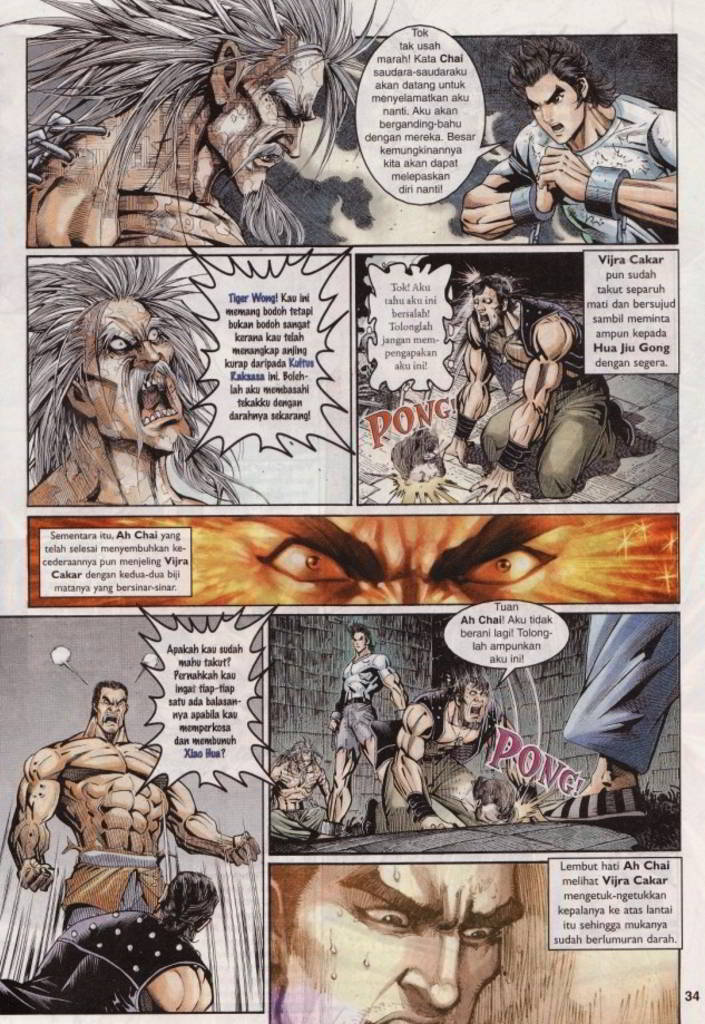 Tok
tak usah
marah! Kata Chai
saudara-saudaraku
akan datang untuk
menyelamatkan aku
nanti. Aku akan
berganding-bahu
dengan mereka. Besar
kemungkinannya
kita akan dapat
melepaskan
diri nanti!
Tiger Wong! Kau ini
memang bodoh tetapi
bukan bodoh sangat
kerana kau telah
menangkap anjing
kurap daripada Kultus
Raksasa ini. Boleh-
lah aku membasahi
tekakku dengan
darahnya sekarang!
Tok! Aku
tahu aku ini
bersalah!
Tolonglah
jangan mem-
pengapakan
aku ini!
Vijra Cakar
pun sudah
takut separuh
mati dan bersujud
sambil meminta
ampun kepada
Hua Jiu Gong
dengan segera.
PONG!
Sementara itu, Ah Chai yang
telah selesai menyembuhkan ke-
cederaannya pun menjeling Vijra
Cakar dengan kedua-dua biji
matanya yang bersinar-sinar.
Apakah kau sudah
mahu takut?
Pernahkah kau
ingat tiap-tiap
satu ada balasan-
nya apabila kau
memperkosa
dan membunuh
Xiao Hua?
Tuan
Ah Chai! Aku tidak
berani lagi! Tolong-
lah ampunkan
aku ini!
PONG!
Lembut hati Ah Chai
melihat Vijra Cakar
mengetuk-ngetukkan
kepalanya ke atas lantai
itu sehingga mukanya
sudah berlumuran darah.
34